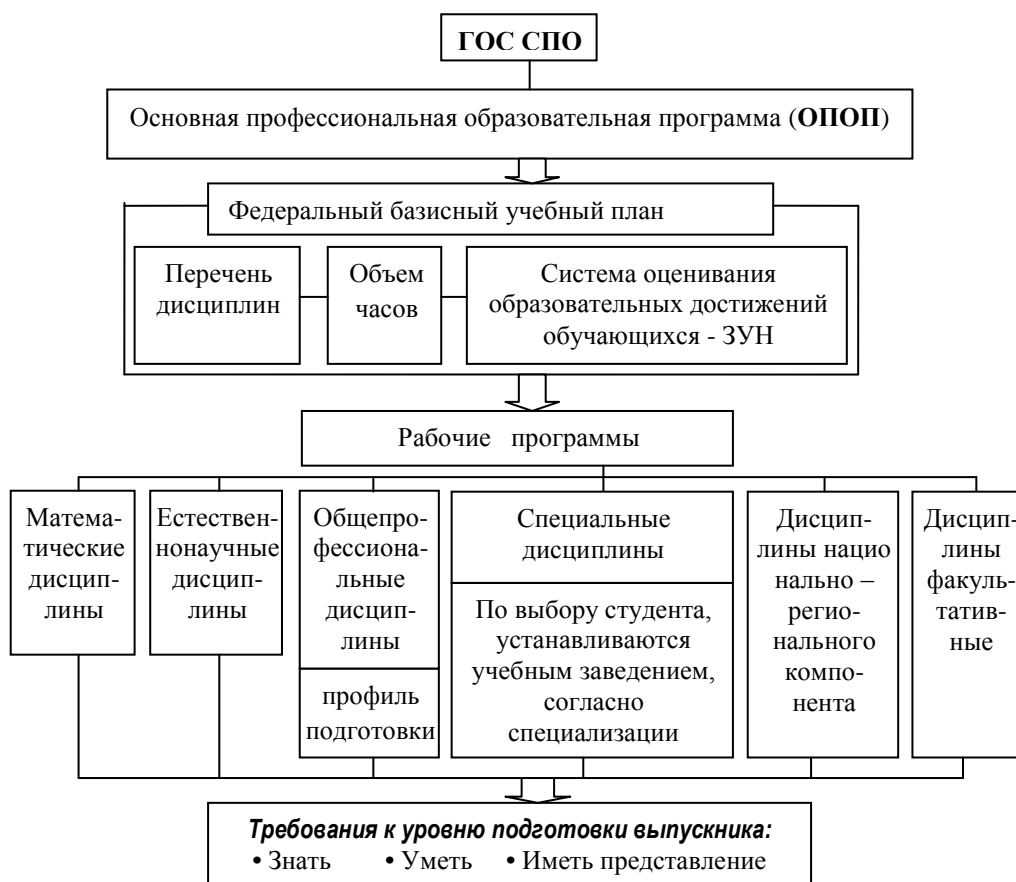 ГОС СПО
Основная профессиональная образовательная программа (ОПОП)
Федеральный базисный учебный план
Перечень
дисциплин
Объем
часов
Система оценивания
образовательных достижений
обучающихся - ЗУН
Рабочие программы
Матема-
тические
дисцип-
лины
Естествен-
нонаучные
дисцип-
лины
Общепро-
фессиона-
льные
дисцип-
лины
профиль
подготовки
Специальные
дисциплины
По выбору студента,
устанавливаются
учебным заведением,
согласно
специализации
Дисцип-
лины нацио
нально –
регио-
нального
компо-
нента
Дисцип-
лины
факуль-
татив-
ные
Требования к уровню подготовки выпускника:
• Знать • Уметь • Иметь представление